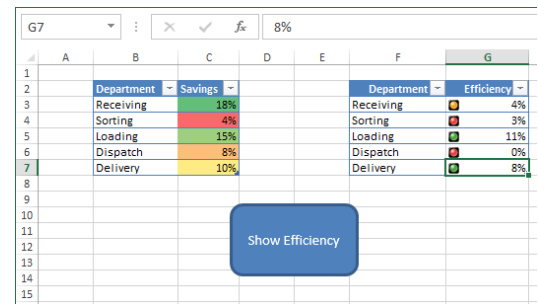 G7 fx 8%
A B C D E F G
1
2 Department Savings Department Efficiency
3 Receiving 18% Receiving 4%
4 Sorting 4% Sorting 3%
5 Loading 15% Loading 11%
6 Dispatch 8% Dispatch 0%
7 Delivery 10% Delivery 8%
8
9
10
11
12 Show Efficiency
13
14
15